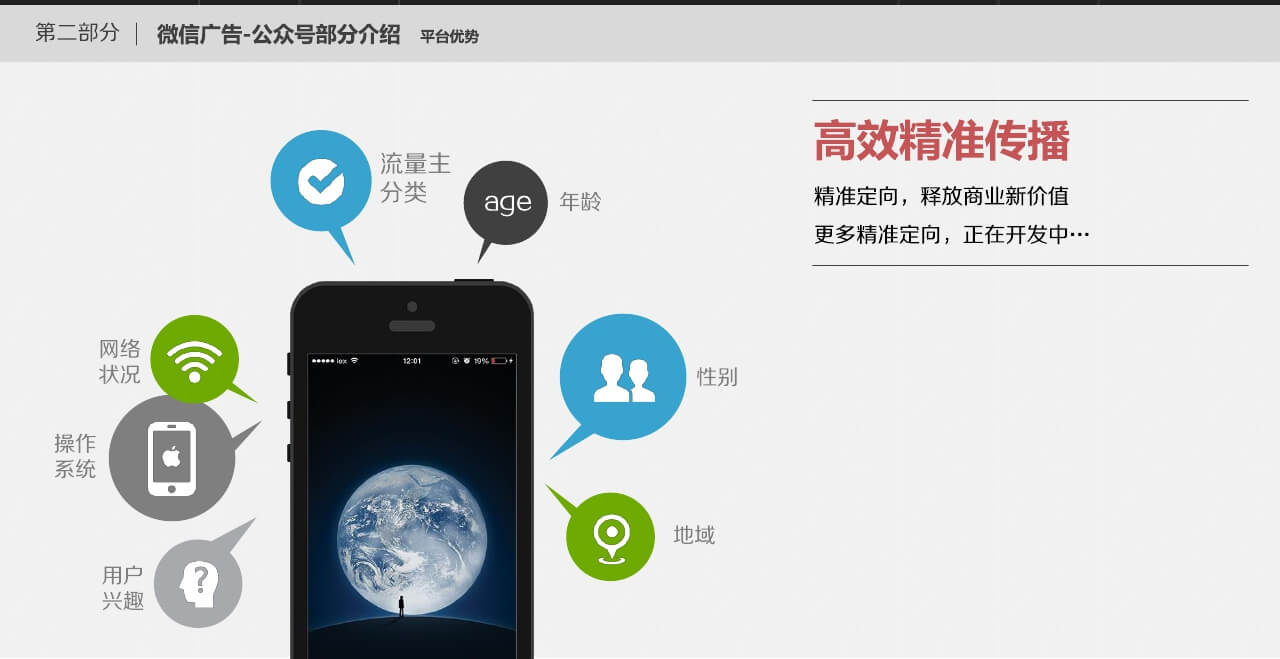 第二部分 | 微信广告-公众号部分介绍 平台优势
高效精准传播
精准定向，释放商业新价值
更多精准定向，正在开发中…
流量主
分类
age 年龄
网络
状况
操作
系统
用户
兴趣
性别
地域
iex 12:01 19%
?